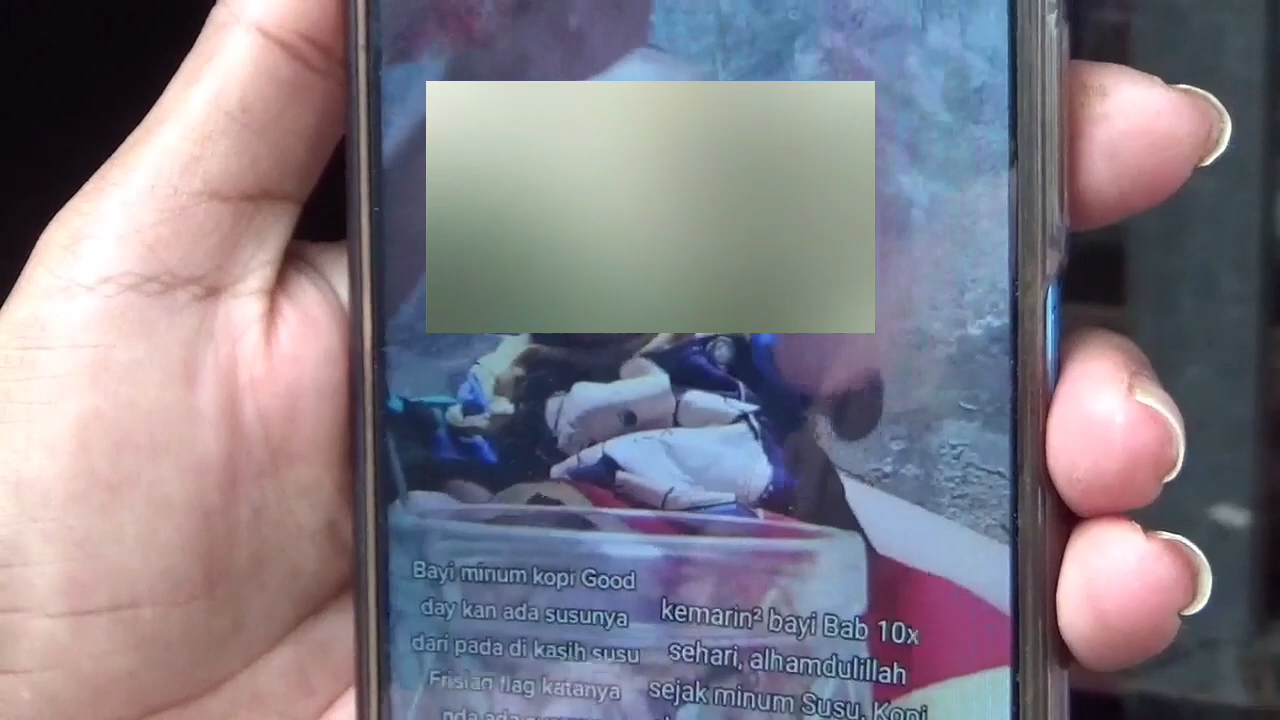 Bayi minum kopi Good
day kan ada susunya
dari pada di kasih susu
Frisian flag katanya
kemarin² bayi Bab 10x
sehari, alhamdulillah
sejak minum Susu, Kopi